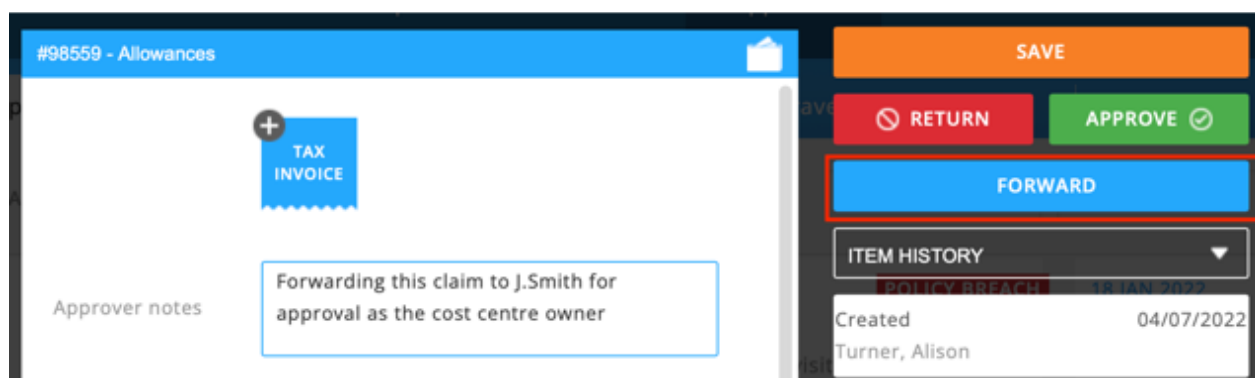 #98559 - Allowances
SAVE
RETURN
APPROVE
TAX
INVOICE
FORWARD
Approver notes
Forwarding this claim to J.Smith for
approval as the cost centre owner
ITEM HISTORY
POLICY BREACH
18 JAN 2022
Created
04/07/2022
Turner, Alison